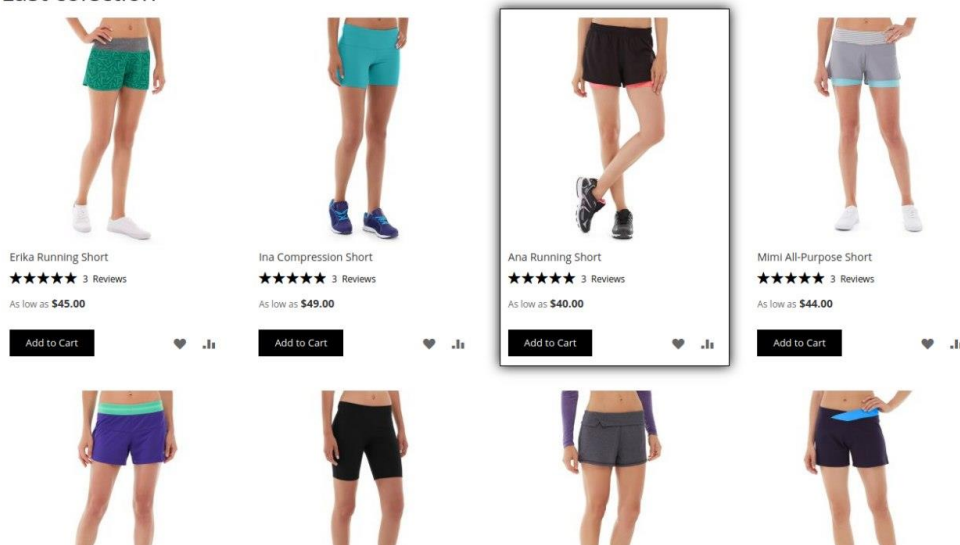 Erika Running Short
3 Reviews
As low as $45.00
Add to Cart
Ina Compression Short
3 Reviews
As low as $49.00
Add to Cart
Ana Running Short
3 Reviews
As low as $40.00
Add to Cart
Mimi All-Purpose Short
3 Reviews
As low as $44.00
Add to Cart